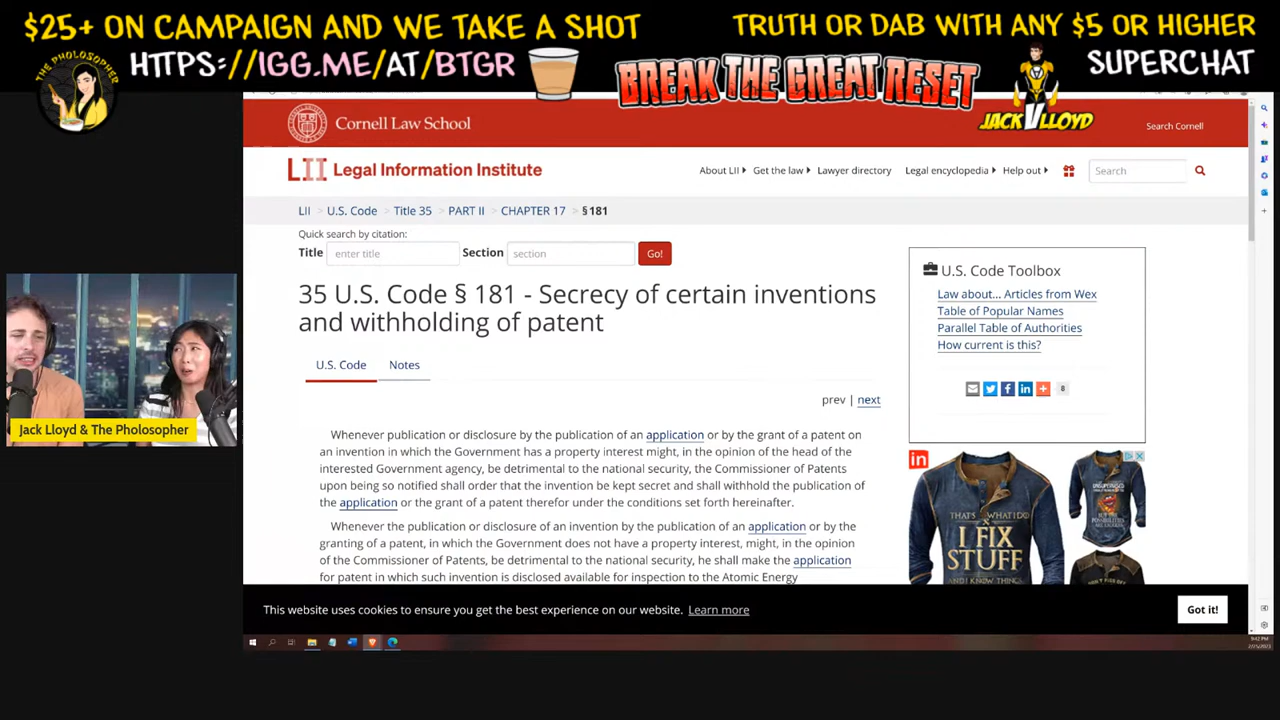 $25+ ON CAMPAIGN AND WE TAKE A SHOT
HTTPS://IGG.ME/AT/BTGR
THE PHOLOSOPHER
BREAK THE GREAT RESET
TRUTH OR DAB WITH ANY $5 OR HIGHER
SUPERCHAT
JACK V LLOYD
Cornell Law School
Search Cornell
LII Legal Information Institute
About LII Get the law Lawyer directory Legal encyclopedia Help out Search
LII > U.S. Code > Title 35 > PART II > CHAPTER 17 > § 181
Quick search by citation:
Title enter title Section section Go!
35 U.S. Code § 181 - Secrecy of certain inventions
and withholding of patent
U.S. Code Notes
prev | next
Whenever publication or disclosure by the publication of an application or by the grant of a patent on
an invention in which the Government has a property interest might, in the opinion of the head of the
interested Government agency, be detrimental to the national security, the Commissioner of Patents
upon being so notified shall order that the invention be kept secret and shall withhold the publication of
the application or the grant of a patent therefor under the conditions set forth hereinafter.
Whenever the publication or disclosure of an invention by the publication of an application or by the
granting of a patent, in which the Government does not have a property interest, might, in the opinion
of the Commissioner of Patents, be detrimental to the national security, he shall make the application
for patent in which such invention is disclosed available for inspection to the Atomic Energy
U.S. Code Toolbox
Law about... Articles from Wex
Table of Popular Names
Parallel Table of Authorities
How current is this?
8
in
THAT'S WHAT I DO
I FIX
STUFF
AND I KNOW THINGS
Jack Lloyd & The Pholosopher
This website uses cookies to ensure you get the best experience on our website. Learn more
Got it!
9:42 PM
2/25/2023